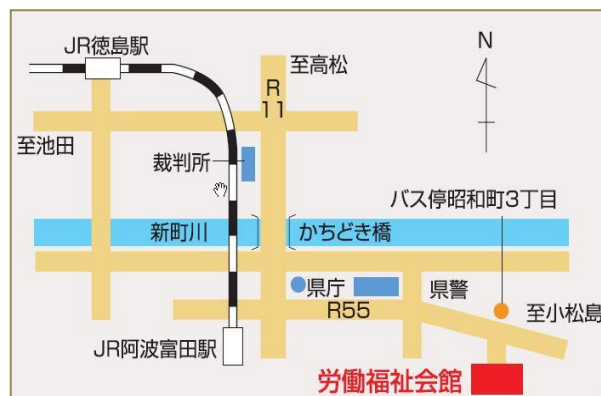 JR徳島駅
N
至高松
R
11
至池田
裁判所
バス停昭和町3丁目
新町川
かちどき橋
県庁
県警
R55
至小松島
JR阿波富田駅
労働福祉会館